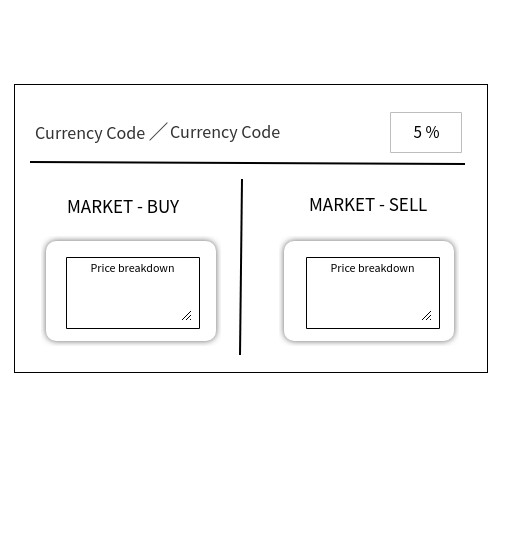 Currency Code / Currency Code
5 %
MARKET - BUY
MARKET - SELL
Price breakdown
Price breakdown